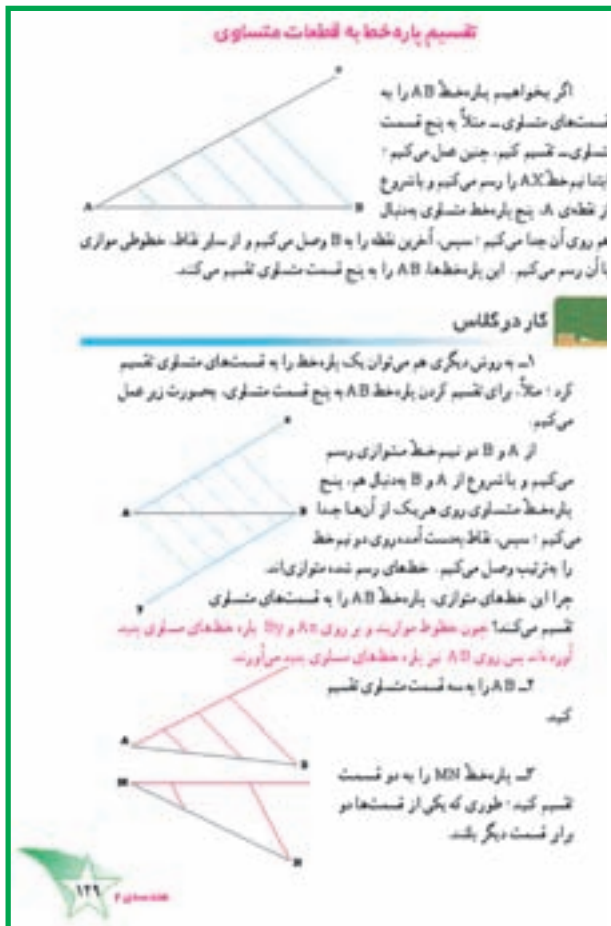 تقسیم پاره‌خط به قطعات متساوی
x
اگر بخواهیم پاره‌خطّ AB را به
قسمت‌های متساوی ـ مثلاً به پنج قسمت
متساوی ـ تقسیم کنیم، چنین عمل می‌کنیم؛
ابتدا نیم‌خطّ AX را رسم می‌کنیم و با شروع
از نقطه‌ی A، پنج پاره‌خط متساوی به‌دنبال
A
B
هم روی آن جدا می‌کنیم؛ سپس، آخرین نقطه را به B وصل می‌کنیم و از سایر نقاط، خطوطی موازی
با آن رسم می‌کنیم. این پاره‌خط‌ها، AB را به پنج قسمت متساوی تقسیم می‌کند.
کار در کلاس
۱ـ به روش دیگری هم می‌توان یک پاره‌خط را به قسمت‌های متساوی تقسیم
کرد؛ مثلاً، برای تقسیم کردن پاره‌خط AB به پنج قسمت متساوی، به‌صورت زیر عمل
می‌کنیم.
x
از A و B دو نیم‌خطّ متوازی رسم
می‌کنیم و با شروع از A و B به‌دنبال هم، پنج
پاره‌خطّ متساوی روی هر یک از آن‌ها جدا
A
B
می‌کنیم؛ سپس، نقاط به‌دست آمده روی دو نیم‌خط
را به‌ترتیب وصل می‌کنیم. خط‌های رسم شده متوازی‌اند.
y
چرا این خط‌های متوازی، پاره‌خطّ AB را به قسمت‌های متساوی
تقسیم می‌کند؟ چون خطوط موازیند و بر روی Ax و By پاره خط‌های مساوی پدید
آورده‌اند پس روی AB نیز پاره خط‌های مساوی پدید می‌آورند.
۲ـ AB را به سه قسمت متساوی تقسیم
کنید.
A
B
۳ـ پاره‌خطّ MN را به دو قسمت
تقسیم کنید؛ طوری که یکی از قسمت‌ها دو
برابر قسمت دیگر باشد.
M
N
۱۲۹
هندسه‌ی ۲